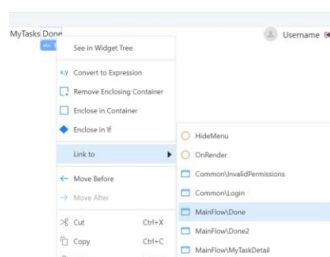 MyTasks Done
Username
See in Widget Tree
x.y Convert to Expression
Remove Enclosing Container
Enclose in Container
Enclose in If
Link to
HideMenu
OnRender
Common\InvalidPermissions
Common\Login
MainFlow\Done
MainFlow\Done2
MainFlow\MyTaskDetail
Move Before
Move After
Cut Ctrl+X
Copy Ctrl+C